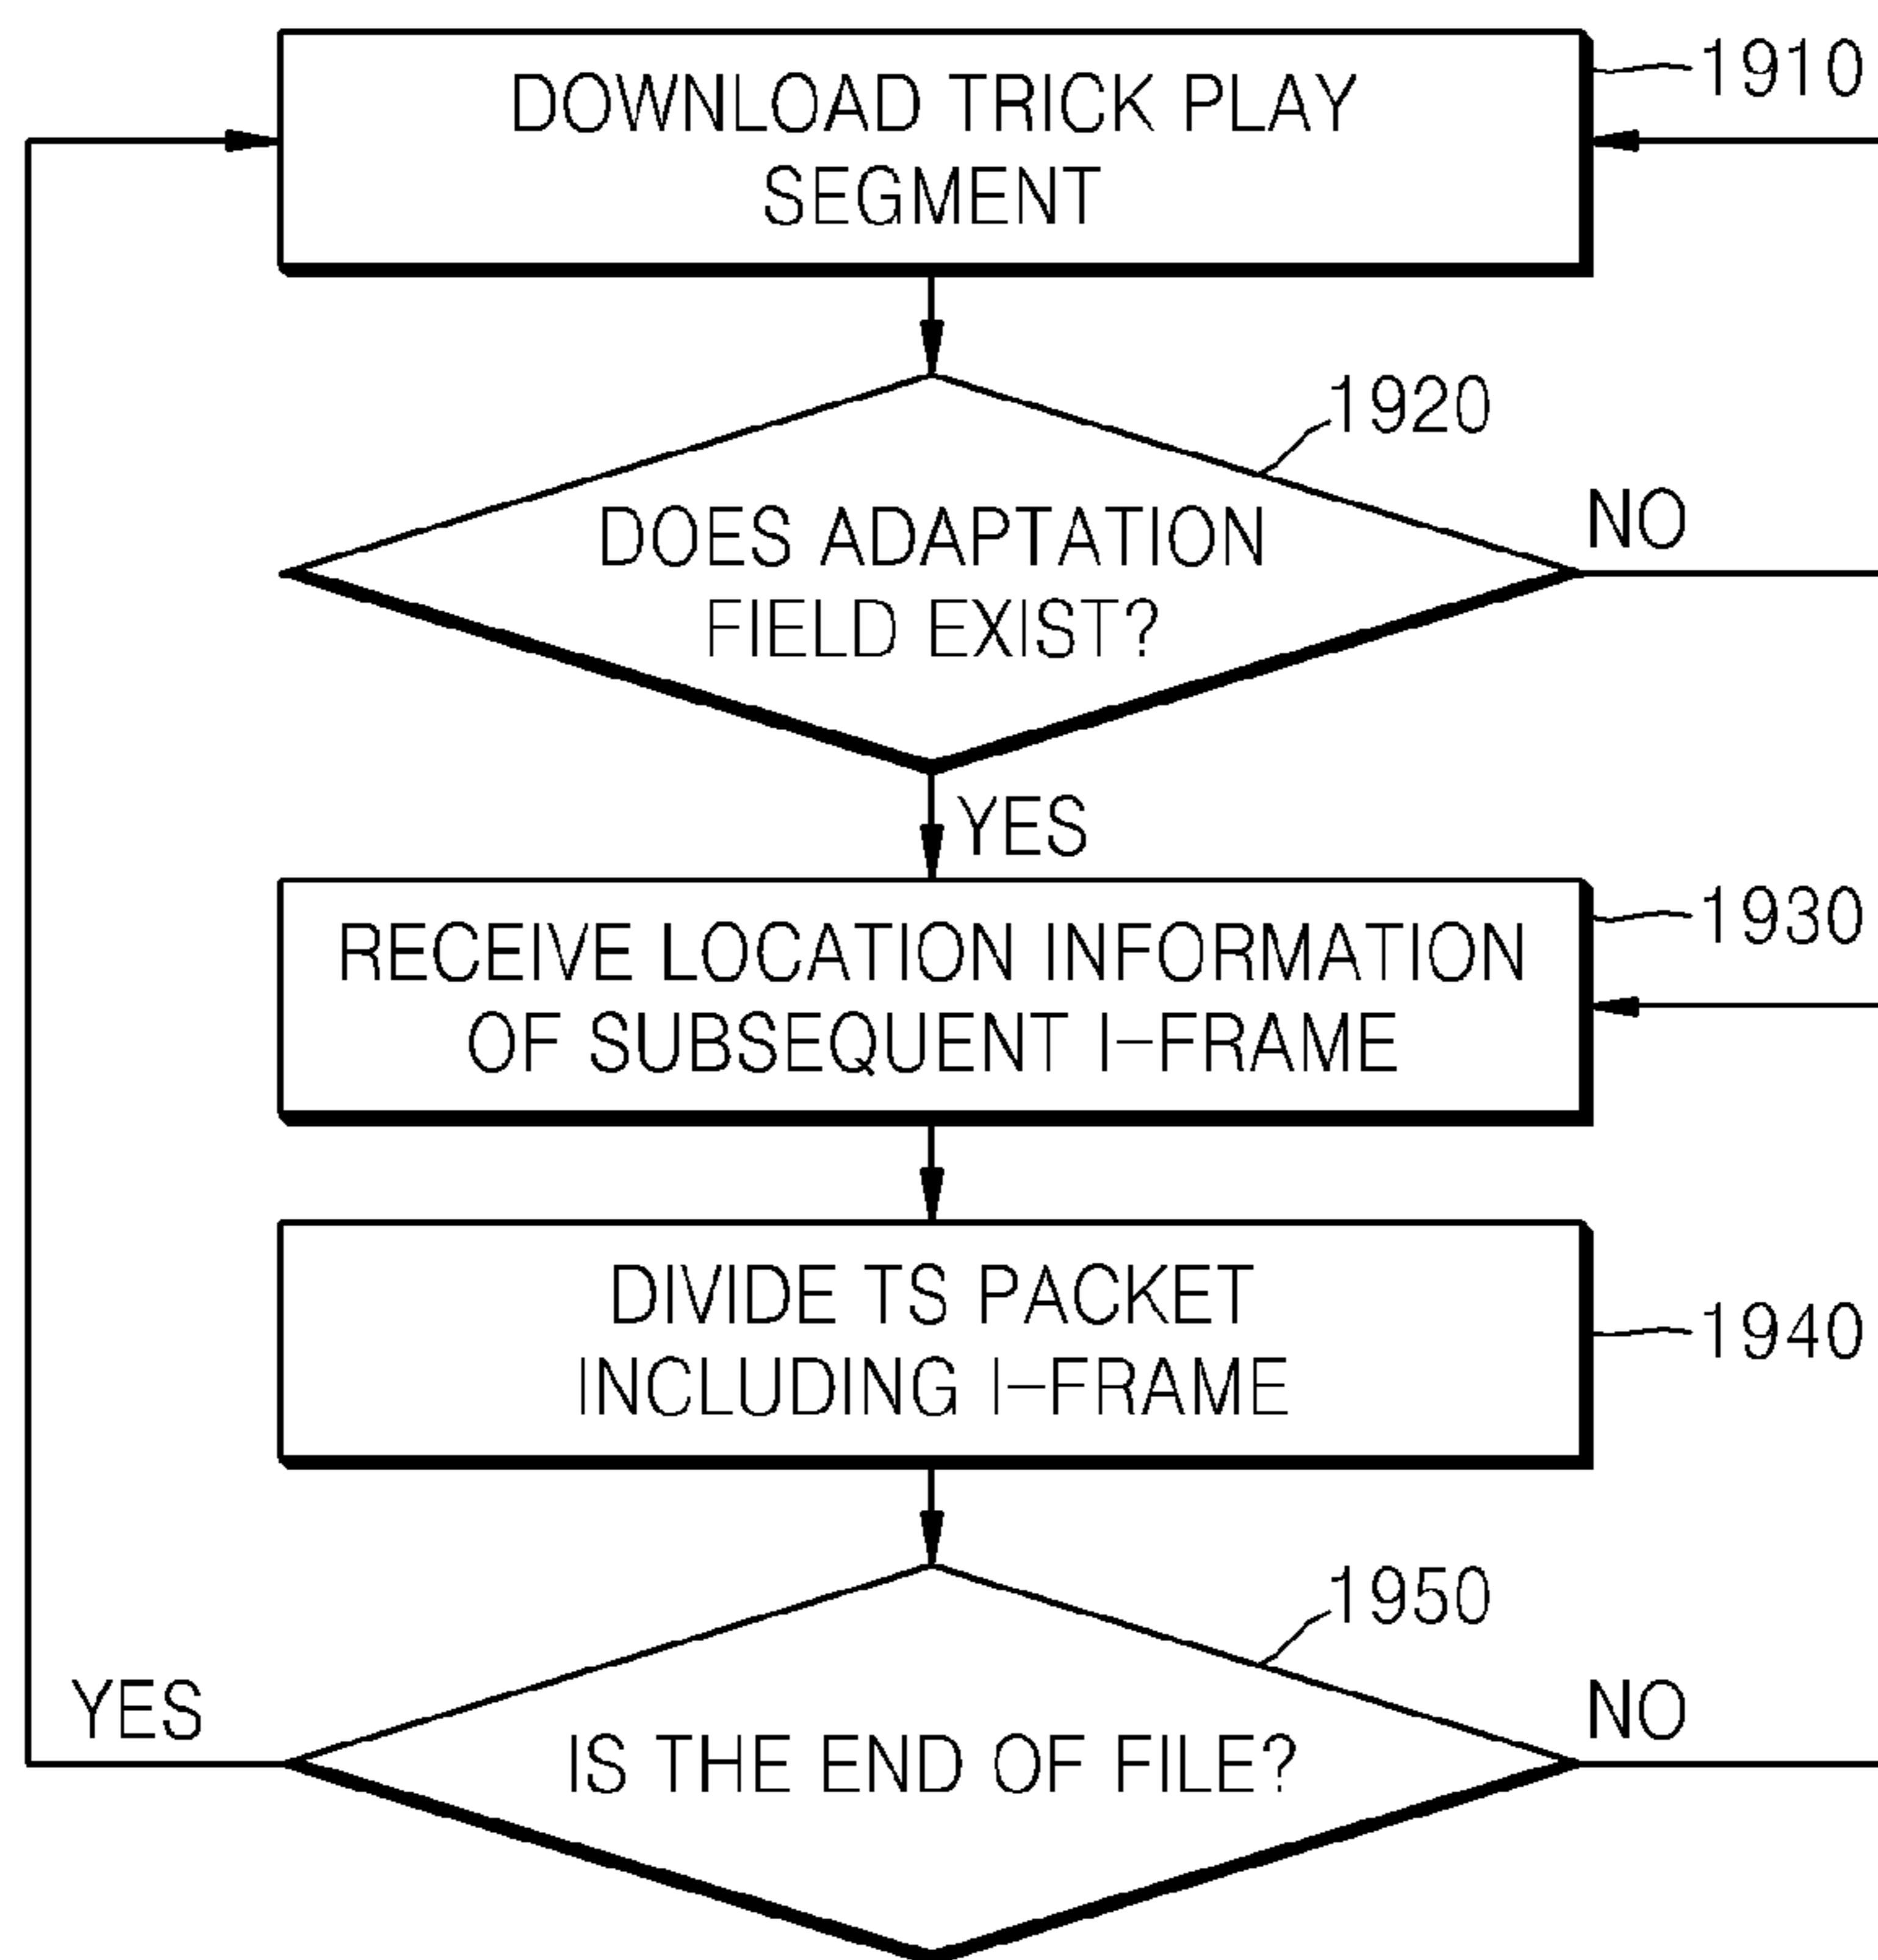 DOWNLOAD TRICK PLAY
SEGMENT
1910
1920
DOES ADAPTATION
FIELD EXIST?
NO
YES
RECEIVE LOCATION INFORMATION
OF SUBSEQUENT I-FRAME
1930
DIVIDE TS PACKET
INCLUDING I-FRAME
1940
1950
IS THE END OF FILE?
YES
NO